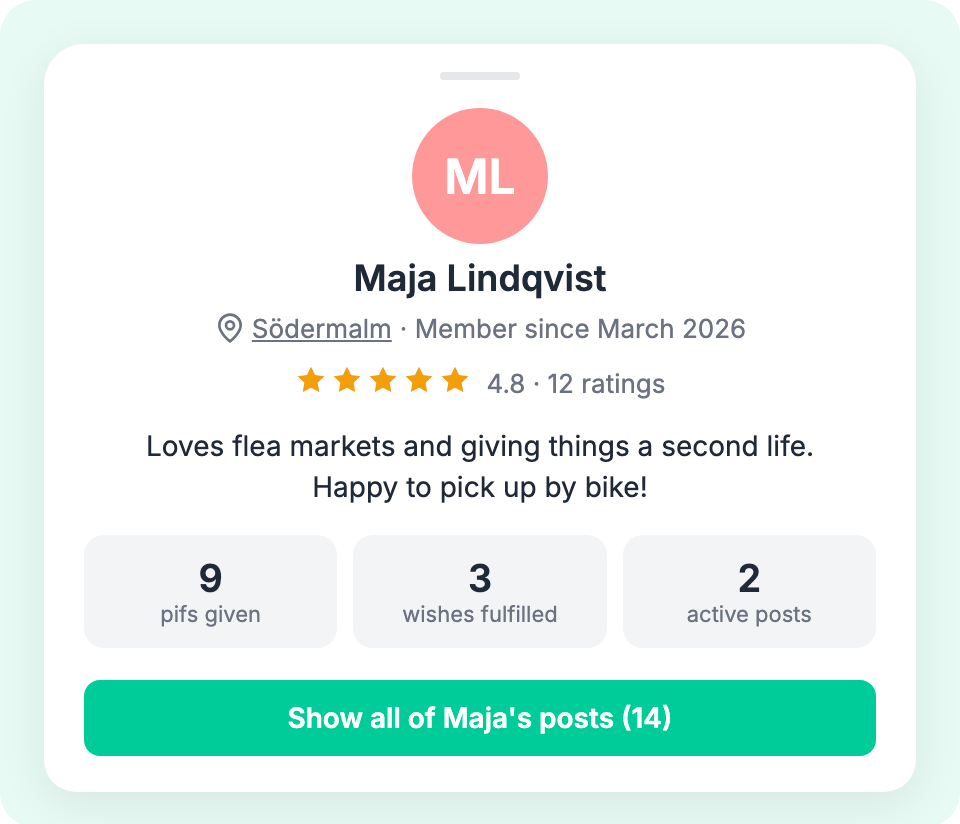 ML
Maja Lindqvist
Södermalm · Member since March 2026
4.8 · 12 ratings
Loves flea markets and giving things a second life.
Happy to pick up by bike!
9
pifs given
3
wishes fulfilled
2
active posts
Show all of Maja's posts (14)